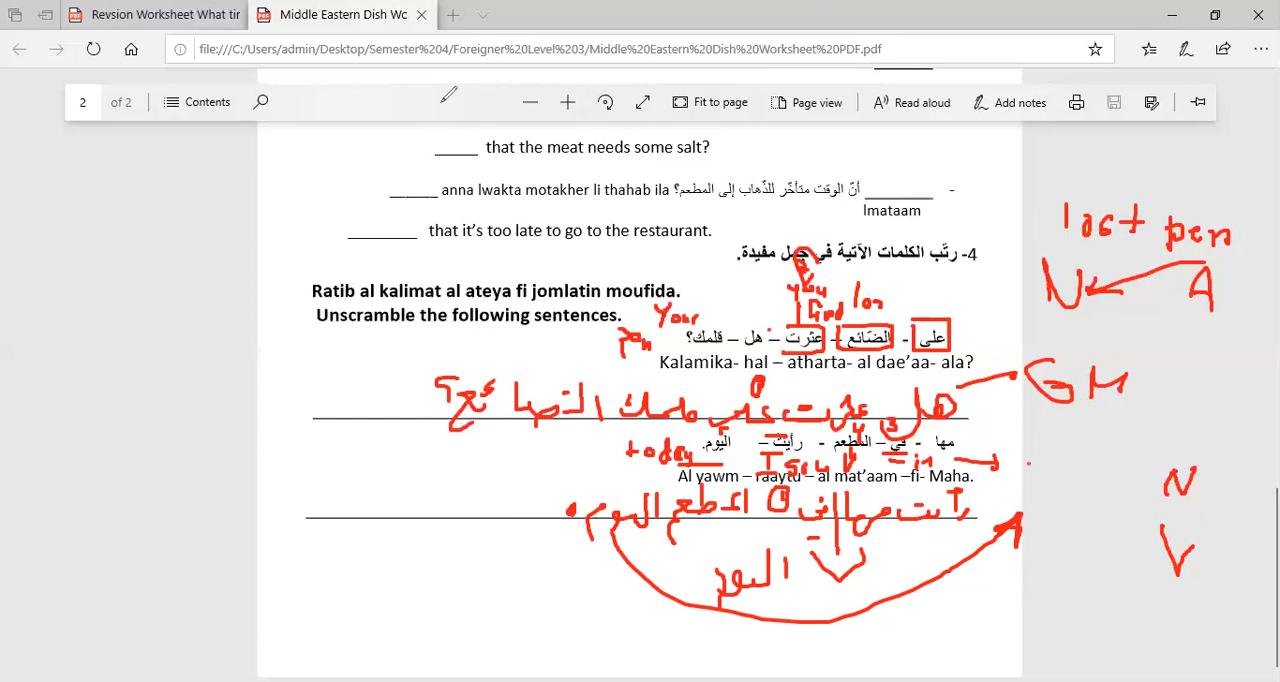 Revsion Worksheet What tir
Middle Eastern Dish Wc
file:///C:/Users/admin/Desktop/Semester%204/Foreigner%20Level%203/Middle%20Eastern%20Dish%20Worksheet%20PDF.pdf
2 of 2 Contents Fit to page Page view Read aloud Add notes
_____ that the meat needs some salt?
- ________ أنّ الوقت متأخّر للذّهاب إلى المطعم؟ ______ anna lwakta motakher li thahab ila
lmataam
________ that it's too late to go to the restaurant.
4- رتّب الكلمات الآتية في جمل مفيدة.
lost pen
N A
Ratib al kalimat al ateya fi jomlatin moufida.
Unscramble the following sentences.
Your find los
pen
على - الضّائع – عثرت – هل – قلمك؟
Kalamika- hal – atharta- al dae'aa- ala?
هل عثرت على قلمك الضائع؟
مها - في – المطعم - رأيتُ – اليوم.
today I saw in
Al yawm – raaytu – al mat'aam –fi- Maha.
رأيت مها في المطعم اليوم.
اليوم
N
V